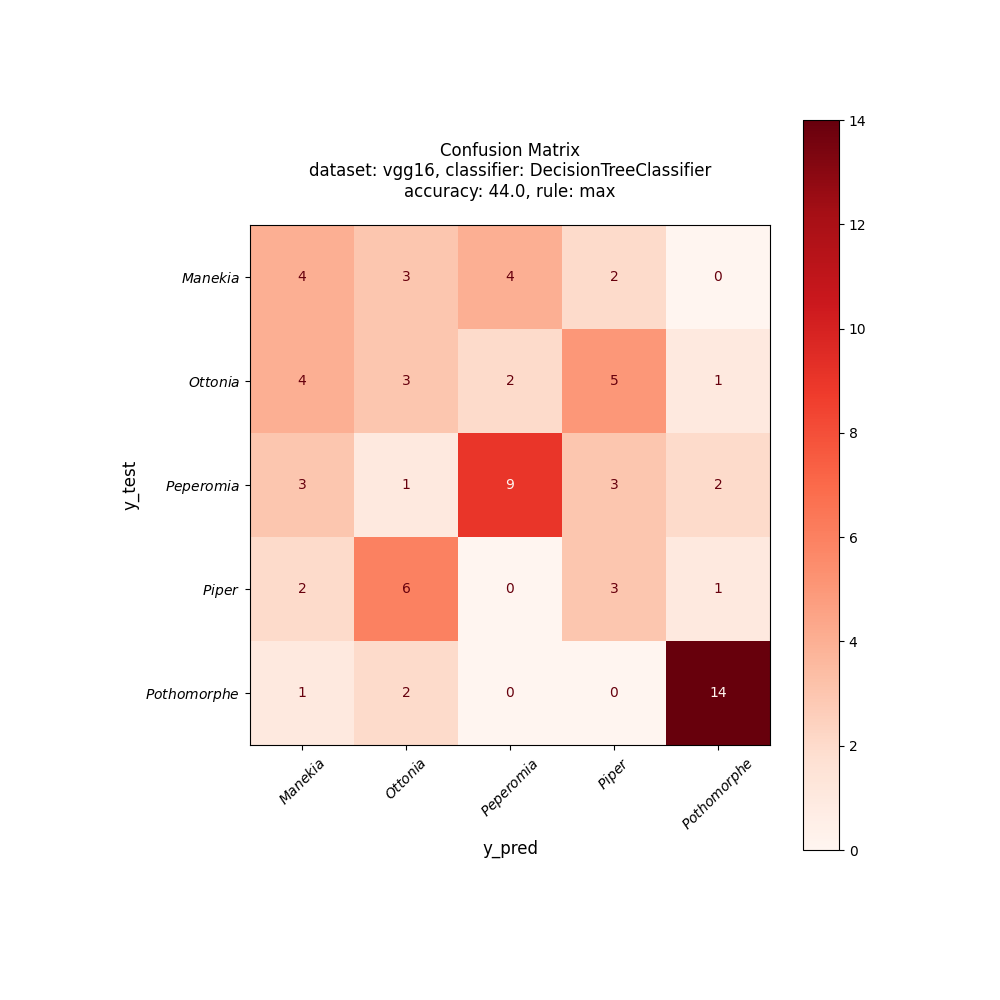 Confusion Matrix
dataset: vgg16, classifier: DecisionTreeClassifier
accuracy: 44.0, rule: max
14
12
10
8
6
4
2
0
y_test
Manekia 4 3 4 2 0
Ottonia 4 3 2 5 1
Peperomia 3 1 9 3 2
Piper 2 6 0 3 1
Pothomorphe 1 2 0 0 14
Manekia Ottonia Peperomia Piper Pothomorphe
y_pred